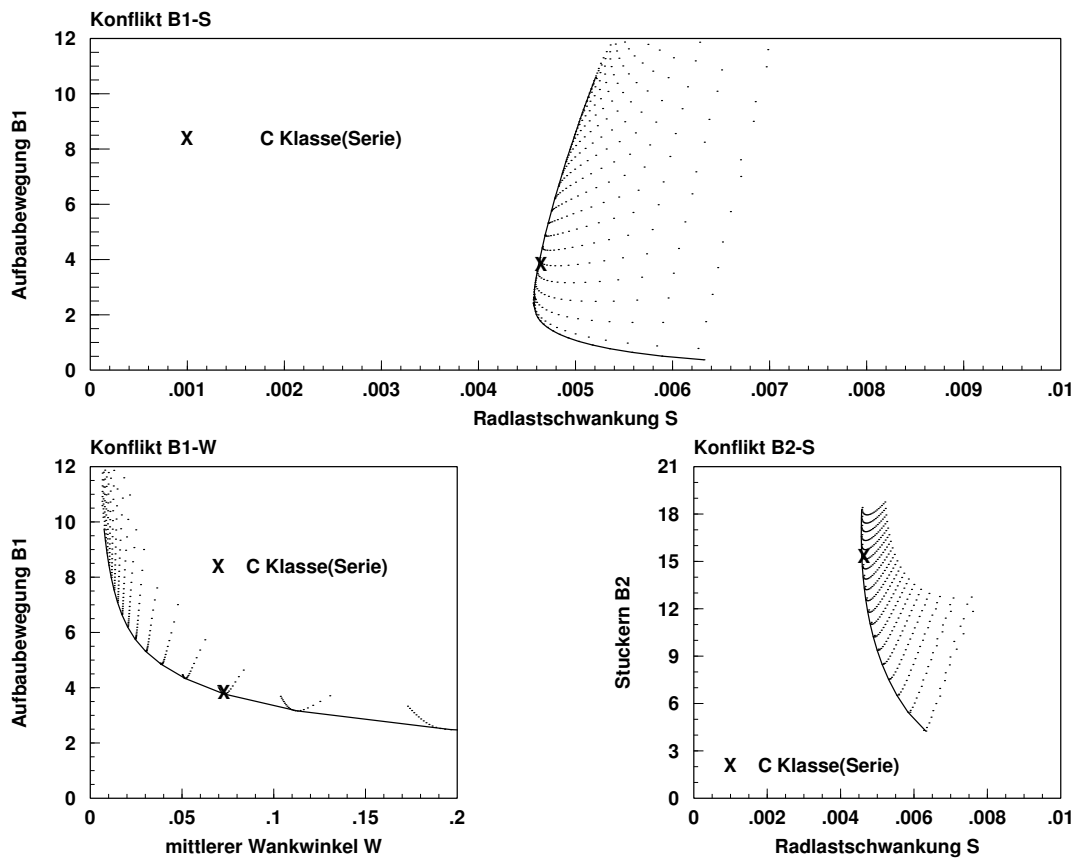 Konflikt B1-S
12
10
8
6
4
2
0
Aufbaubewegung B1
X C Klasse(Serie)
X
0 .001 .002 .003 .004 .005 .006 .007 .008 .009 .01
Radlastschwankung S
Konflikt B1-W
12
10
8
6
4
2
0
Aufbaubewegung B1
X C Klasse(Serie)
X
0 .05 .1 .15 .2
mittlerer Wankwinkel W
Konflikt B2-S
21
18
15
12
9
6
3
0
Stuckern B2
X
X C Klasse(Serie)
0 .002 .004 .006 .008 .01
Radlastschwankung S